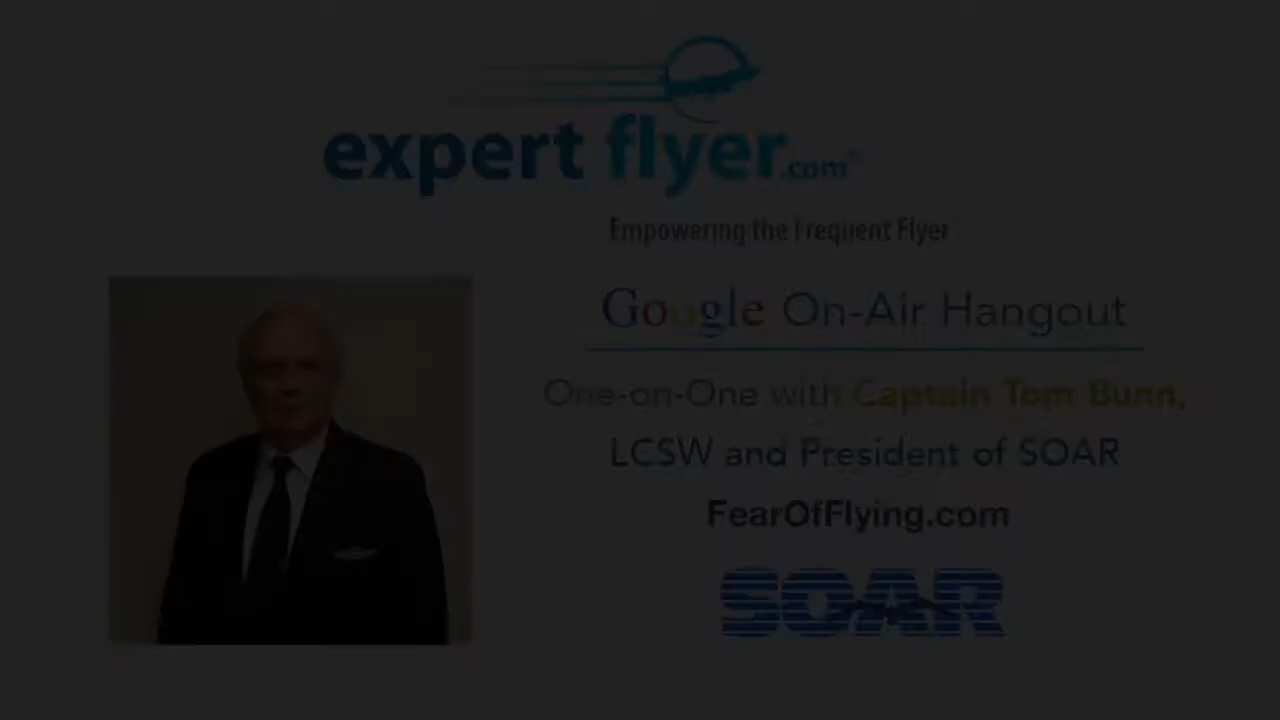 expert flyer.com®
Empowering the Frequent Flyer
Google On-Air Hangout
One-on-One with Captain Tom Bunn,
LCSW and President of SOAR
FearOfFlying.com
SOAR